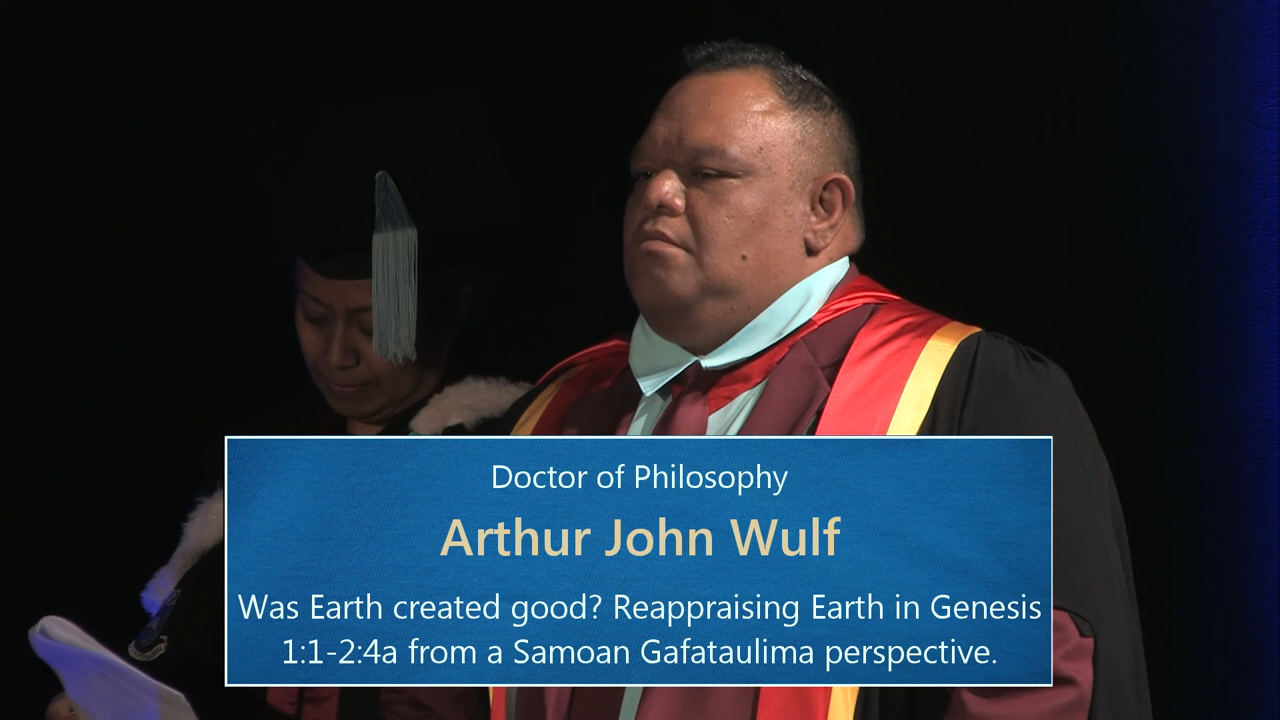 Doctor of Philosophy
Arthur John Wulf
Was Earth created good? Reappraising Earth in Genesis
1:1-2:4a from a Samoan Gafataulima perspective.